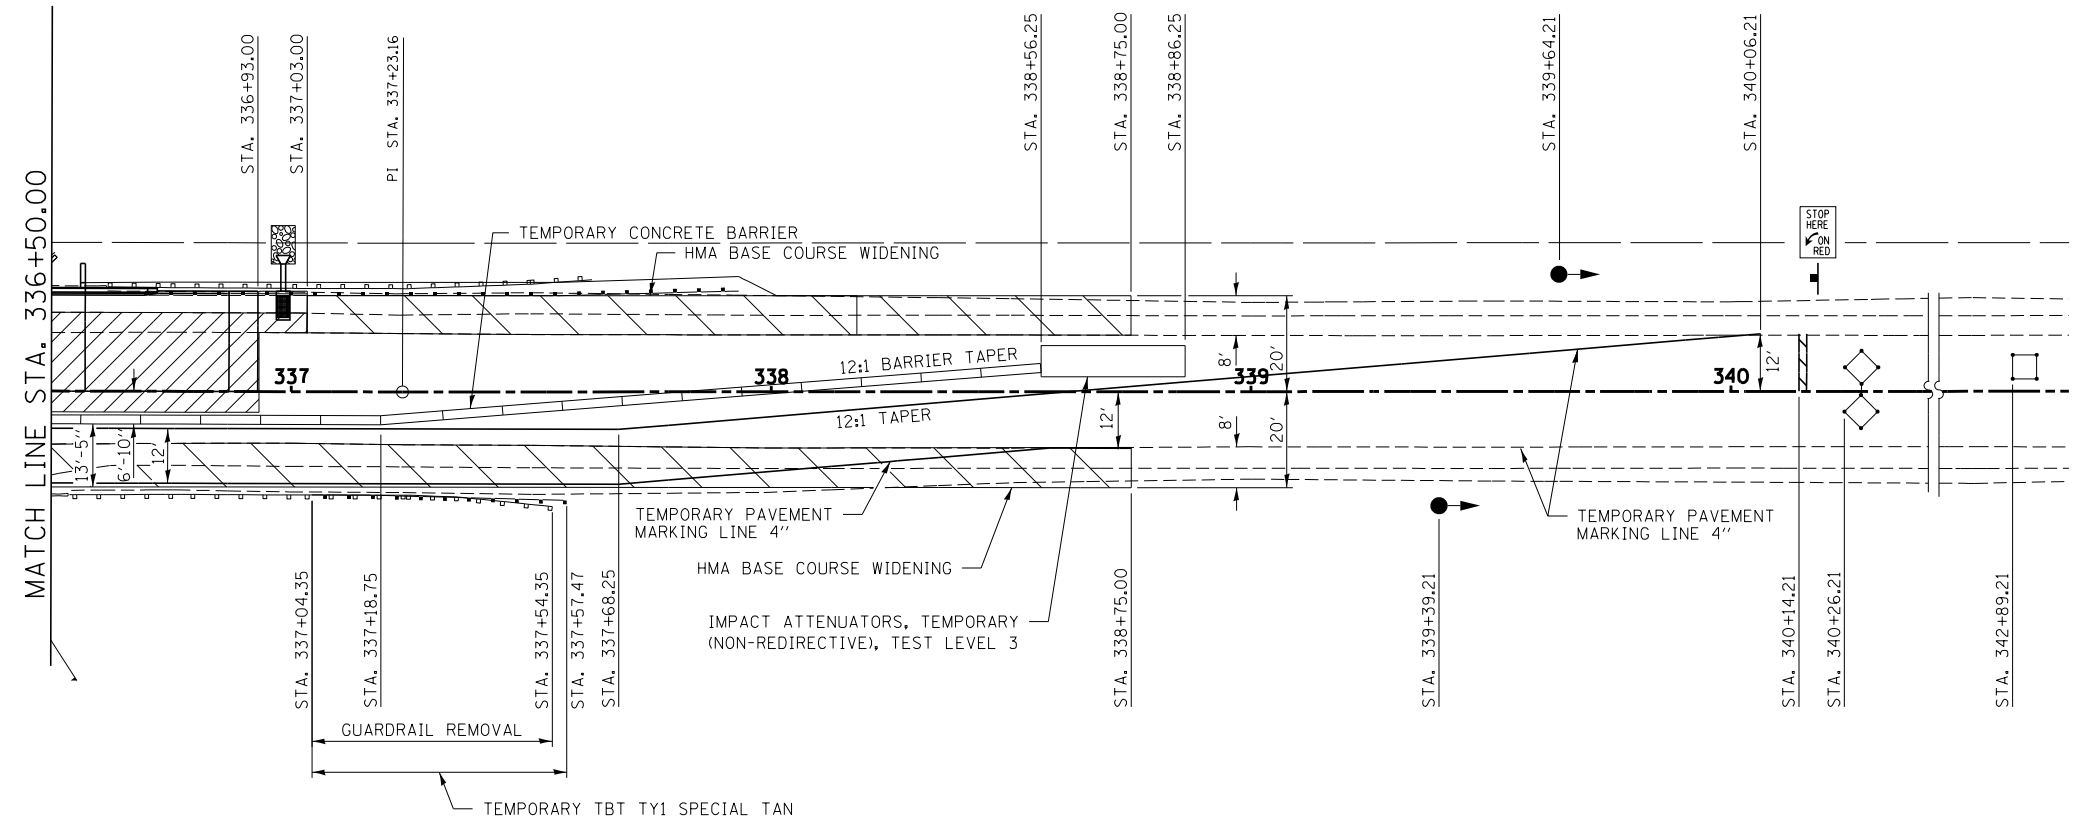 STA. 336+93.00
STA. 337+03.00
PI STA. 337+23.16
STA. 338+56.25
STA. 338+75.00
STA. 338+86.25
STA. 339+64.21
STA. 340+06.21
MATCH LINE STA. 336+50.00
STOP
HERE
ON
RED
TEMPORARY CONCRETE BARRIER
HMA BASE COURSE WIDENING
12:1 BARRIER TAPER
8'
20'
12'
337
338
339
340
12:1 TAPER
13'-5"
6'-10"
12'
12'
8'
20'
TEMPORARY PAVEMENT
MARKING LINE 4"
TEMPORARY PAVEMENT
MARKING LINE 4"
HMA BASE COURSE WIDENING
IMPACT ATTENUATORS, TEMPORARY
(NON-REDIRECTIVE), TEST LEVEL 3
STA. 337+04.35
STA. 337+18.75
STA. 337+54.35
STA. 337+57.47
STA. 337+68.25
STA. 338+75.00
STA. 339+39.21
STA. 340+14.21
STA. 340+26.21
STA. 342+89.21
GUARDRAIL REMOVAL
TEMPORARY TBT TY1 SPECIAL TAN